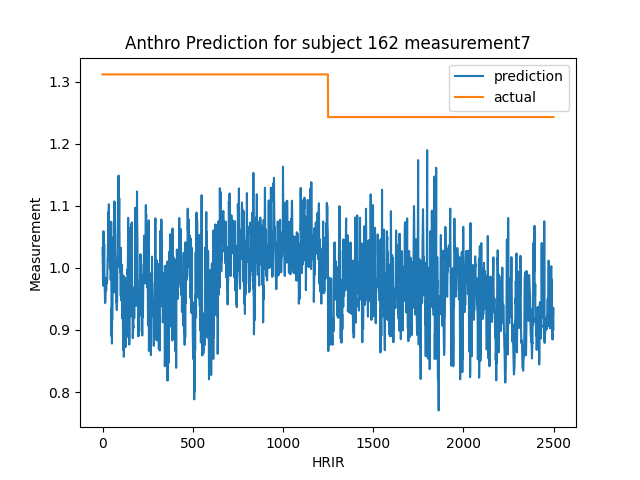 Anthro Prediction for subject 162 measurement7
prediction
actual
Measurement
1.3
1.2
1.1
1.0
0.9
0.8
0
500
1000
1500
2000
2500
HRIR